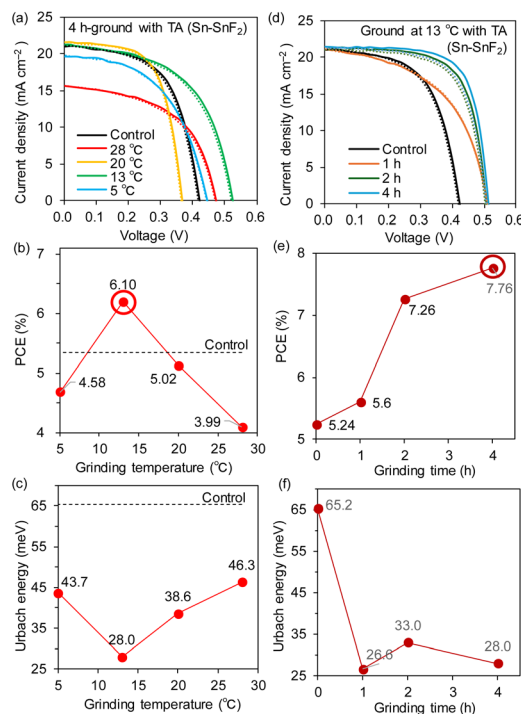 (a)
4 h-ground with TA (Sn-SnF₂)
Current density (mA cm⁻²)
25
20
15
10
5
0
Control
28 °C
20 °C
13 °C
5 °C
0.0 0.1 0.2 0.3 0.4 0.5 0.6
Voltage (V)
(d)
Ground at 13 °C with TA
(Sn-SnF₂)
Current density (mA cm⁻²)
25
20
15
10
5
0
Control
1 h
2 h
4 h
0.0 0.1 0.2 0.3 0.4 0.5 0.6
Voltage (V)
(b)
PCE (%)
7
6
5
4
6.10
Control
4.58
5.02
3.99
5 10 15 20 25 30
Grinding temperature (°C)
(e)
PCE (%)
8
7
6
5
7.76
7.26
5.6
5.24
0 1 2 3 4 5
Grinding time (h)
(c)
Urbach energy (meV)
65
55
45
35
25
Control
43.7
28.0
38.6
46.3
5 10 15 20 25 30
Grinding temperature (°C)
(f)
Urbach energy (meV)
65
55
45
35
25
65.2
26.6
33.0
28.0
0 1 2 3 4 5
Grinding time (h)